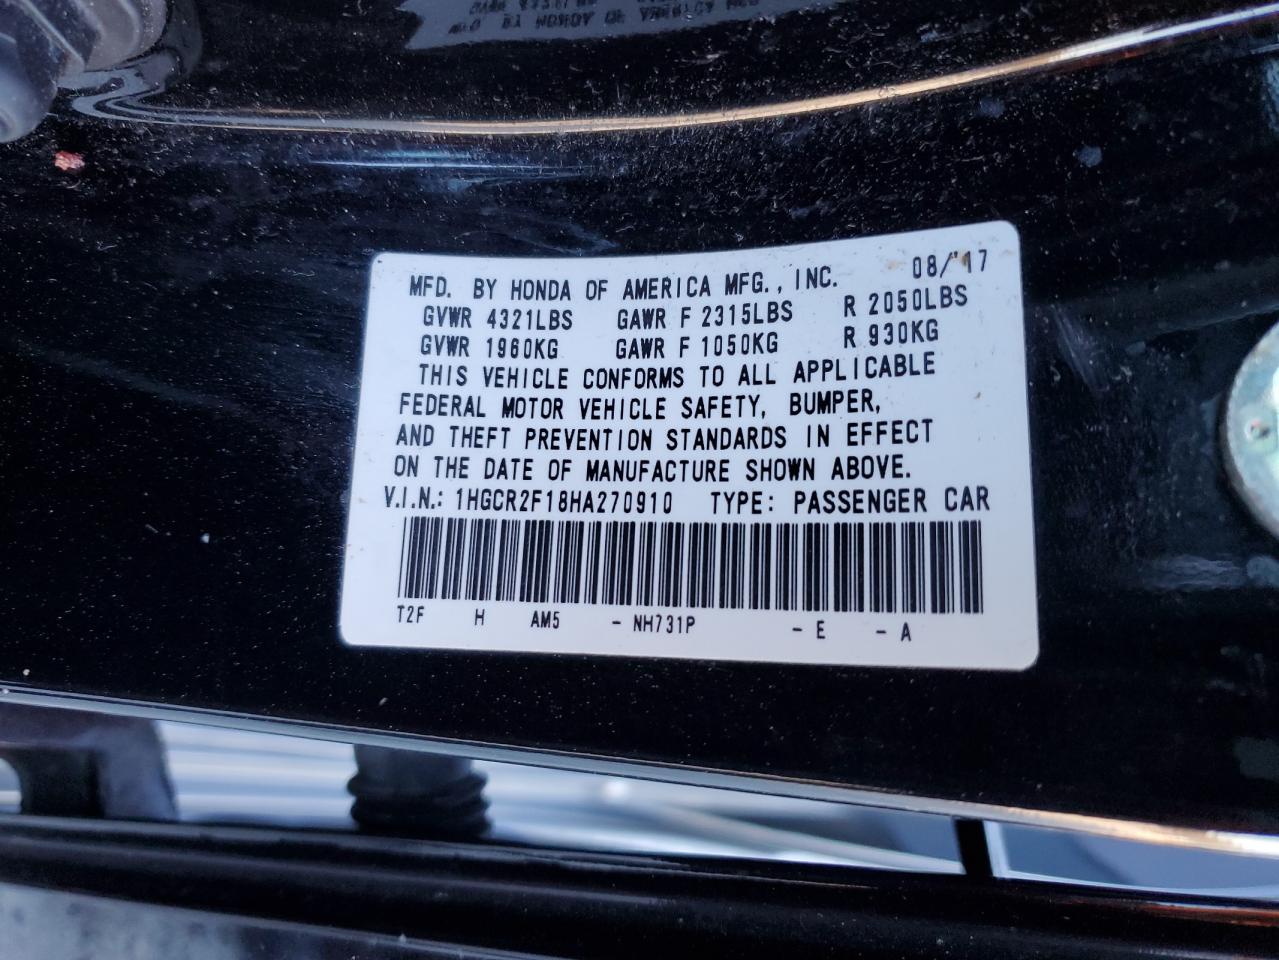 MFD. BY HONDA OF AMERICA MFG., INC. 08/17
GVWR 4321LBS GAWR F 2315LBS R 2050LBS
GVWR 1960KG GAWR F 1050KG R 930KG
THIS VEHICLE CONFORMS TO ALL APPLICABLE
FEDERAL MOTOR VEHICLE SAFETY, BUMPER,
AND THEFT PREVENTION STANDARDS IN EFFECT
ON THE DATE OF MANUFACTURE SHOWN ABOVE.
V.I.N.: 1HGCR2F18HA270910 TYPE: PASSENGER CAR
T2F H AM5 - NH731P - E - A